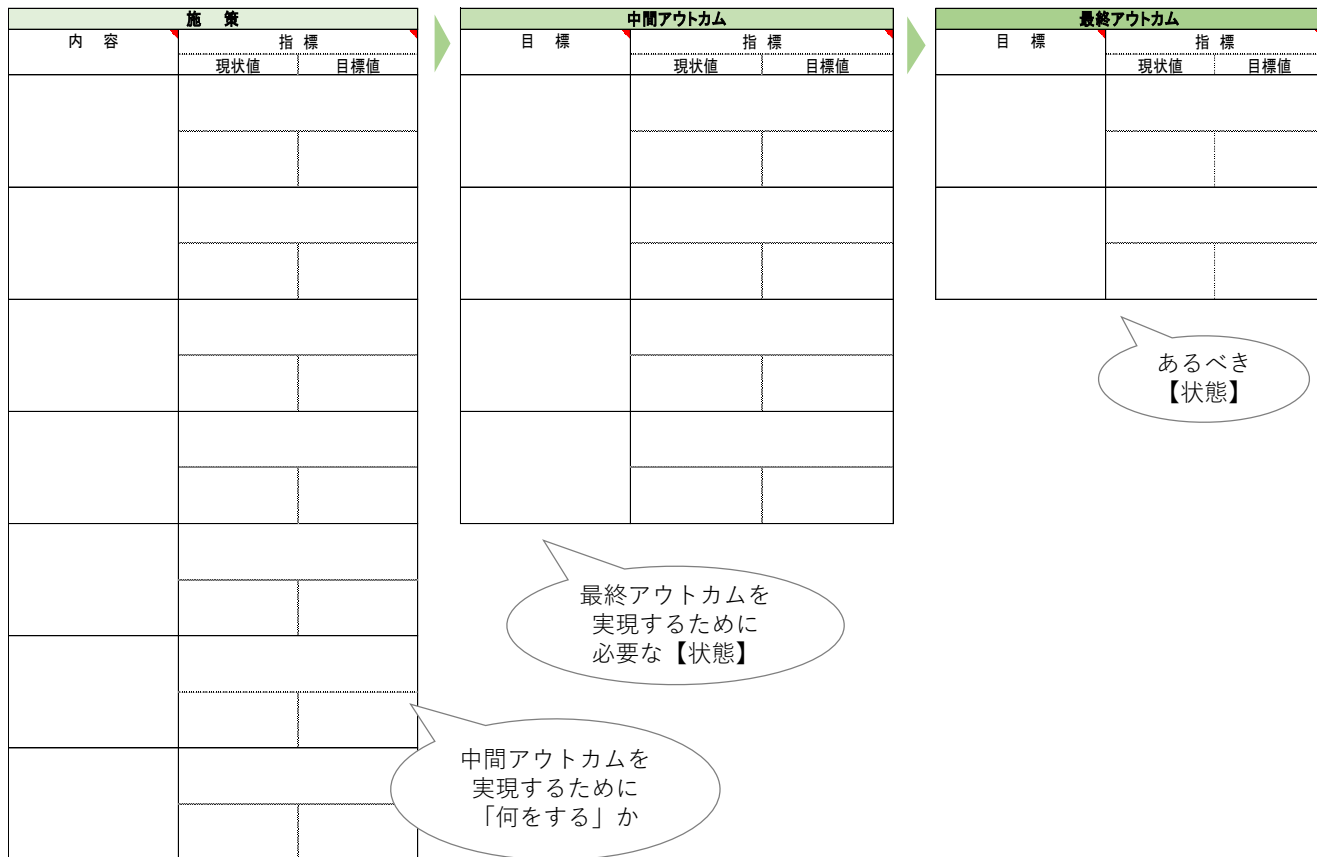 施　策
内　容
指 標
現状値
目標値
中間アウトカム
目　標
指 標
現状値
目標値
最終アウトカム
目　標
指 標
現状値
目標値
あるべき
【状態】
最終アウトカムを
実現するために
必要な【状態】
中間アウトカムを
実現するために
「何をする」か